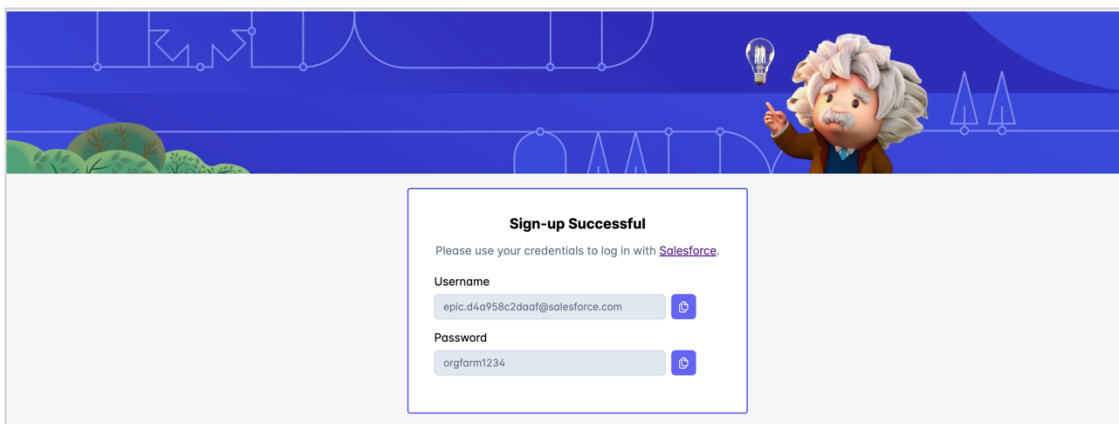 Sign-up Successful
Please use your credentials to log in with Salesforce.
Username
epic.d4a958c2daaf@salesforce.com
Password
orgfarm1234